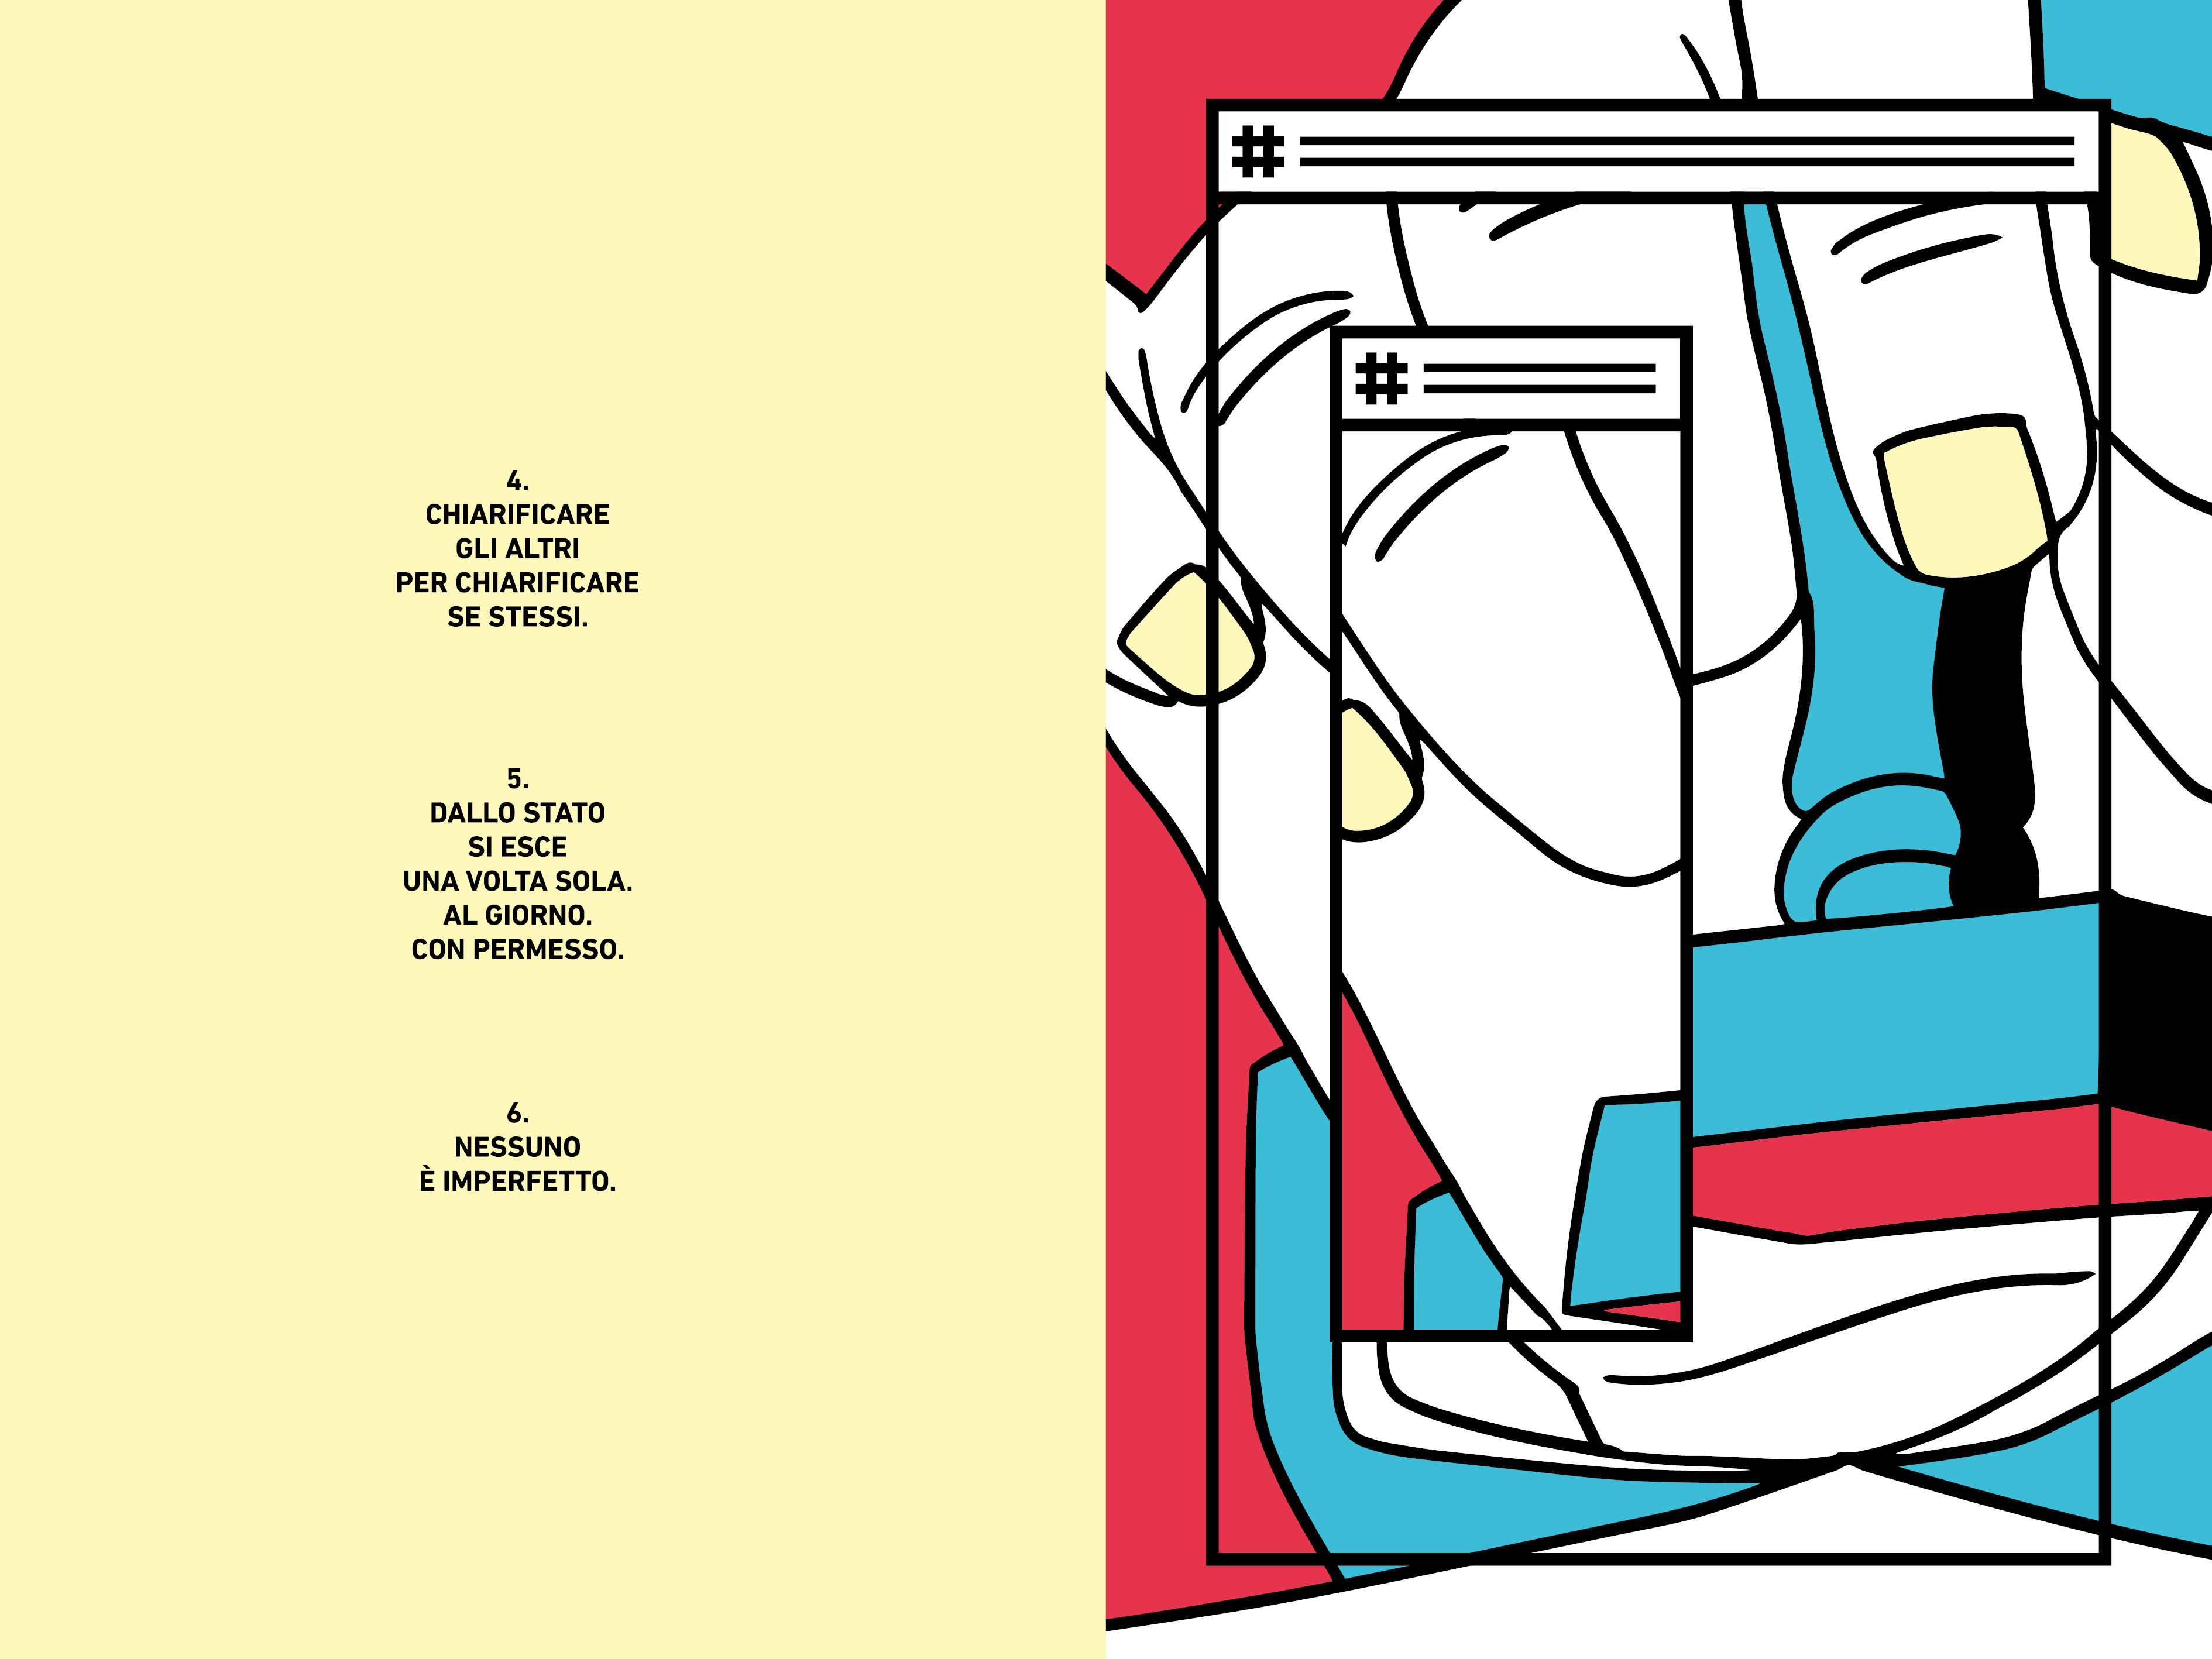 4.
CHIARIFICARE
GLI ALTRI
PER CHIARIFICARE
SE STESSI.
5.
DALLO STATO
SI ESCE
UNA VOLTA SOLA.
AL GIORNO.
CON PERMESSO.
6.
NESSUNO
È IMPERFETTO.
#
#